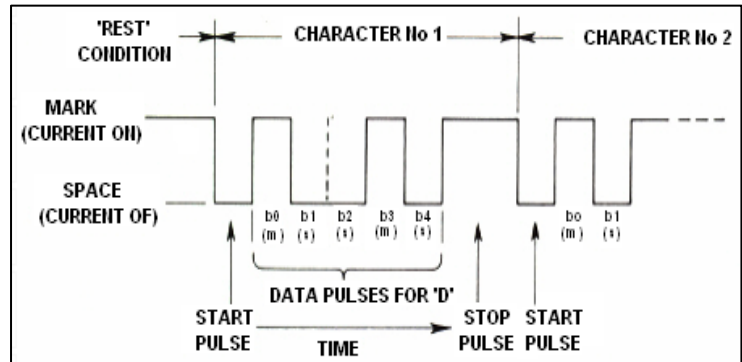 'REST'
CONDITION
CHARACTER No 1
CHARACTER No 2
MARK
(CURRENT ON)
SPACE
(CURRENT OF)
b0 b1 b2 b3 b4 bo b1
(m) (s) (s) (m) (s) (m) (s)
DATA PULSES FOR 'D'
START
PULSE
TIME
STOP
PULSE
START
PULSE